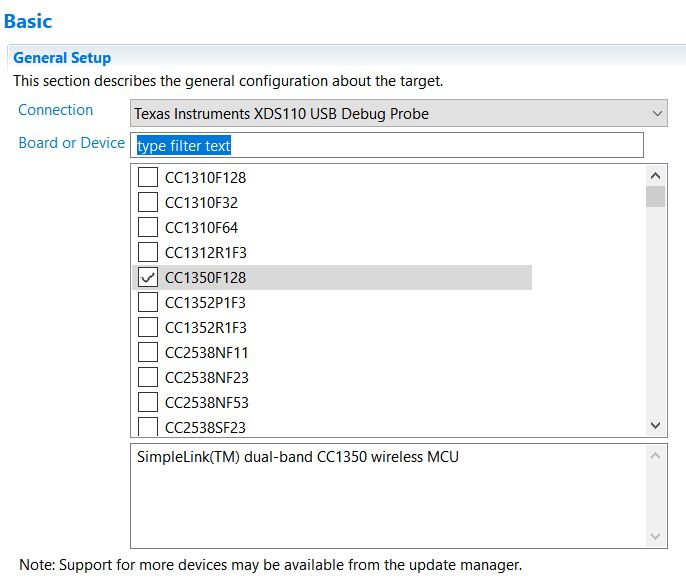 Basic
General Setup
This section describes the general configuration about the target.
Connection
Texas Instruments XDS110 USB Debug Probe
Board or Device
type filter text
CC1310F128
CC1310F32
CC1310F64
CC1312R1F3
CC1350F128
CC1352P1F3
CC1352R1F3
CC2538NF11
CC2538NF23
CC2538NF53
CC2538SF23
SimpleLink(TM) dual-band CC1350 wireless MCU
Note: Support for more devices may be available from the update manager.